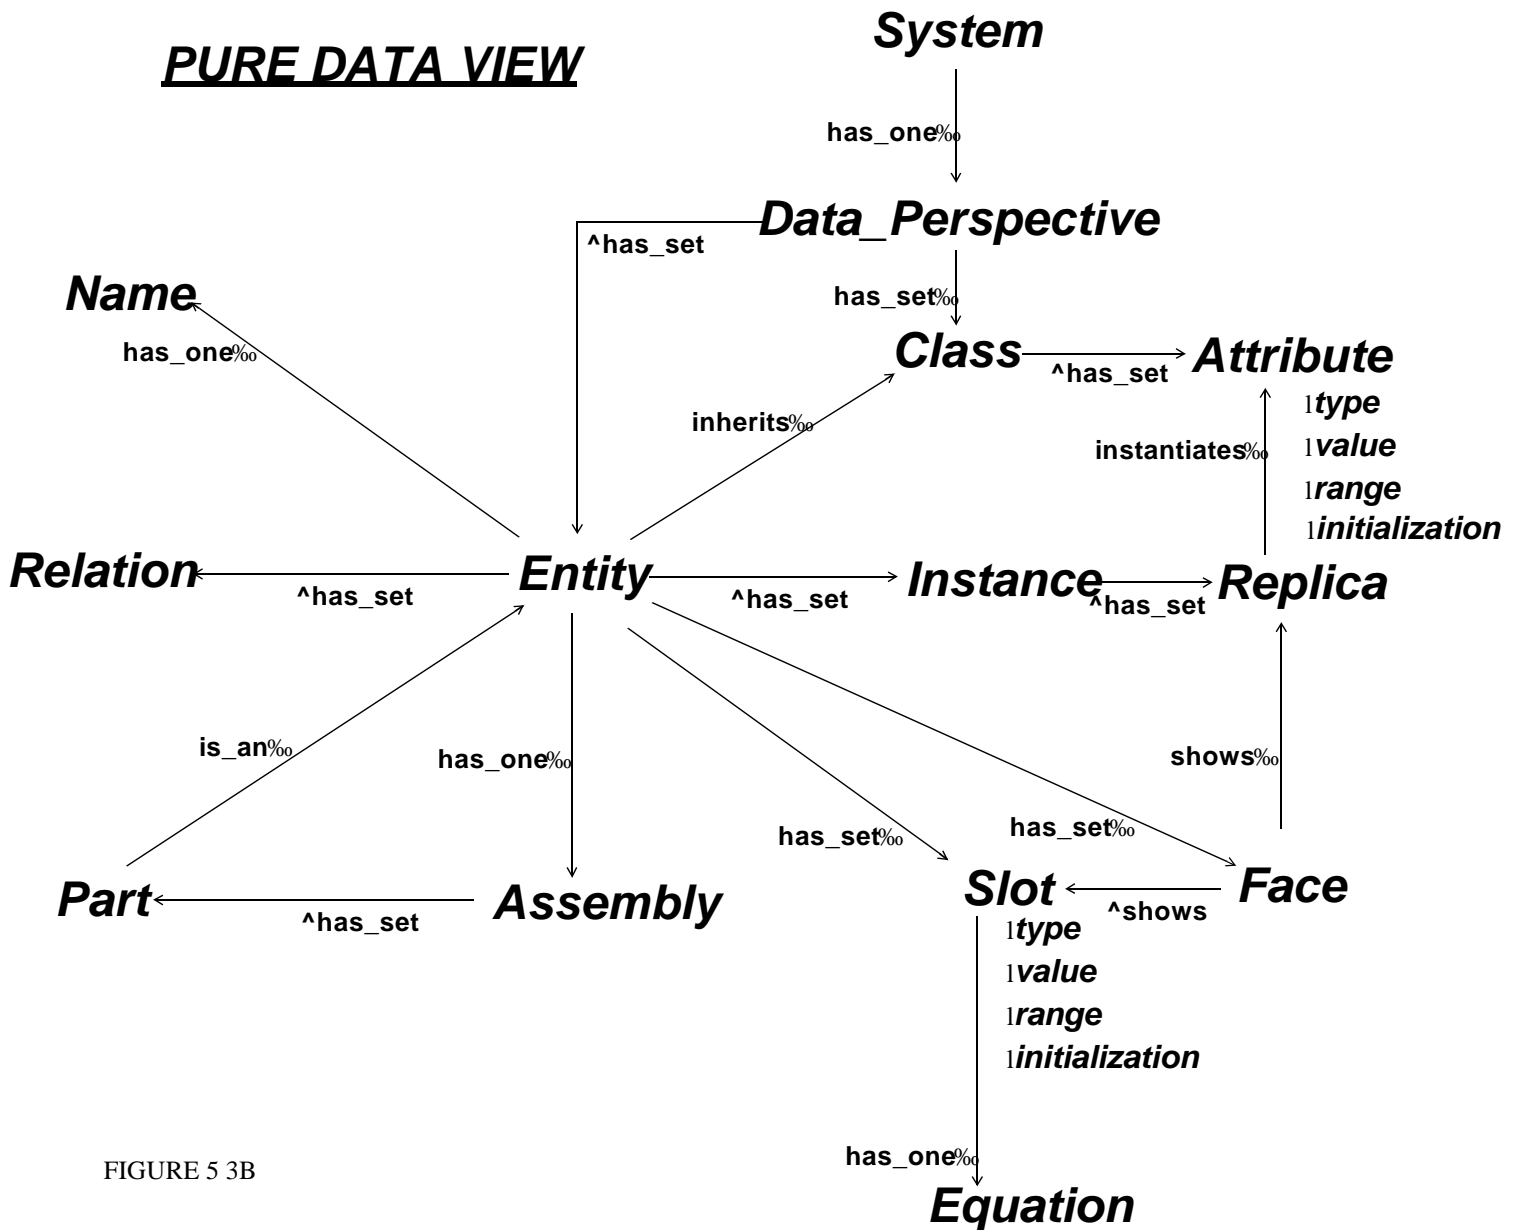 System
PURE DATA VIEW
has_one‰
Data_Perspective
^has_set
Name
has_set‰
has_one‰
Class
^has_set
Attribute
ltype
inherits‰
instantiates‰
lvalue
lrange
linitialization
Relation
^has_set
Entity
^has_set
Instance
^has_set
Replica
is_an‰
has_one‰
shows‰
has_set‰
has_set‰
Part
^has_set
Assembly
Slot
^shows
Face
ltype
lvalue
lrange
linitialization
has_one‰
FIGURE 5 3B
Equation